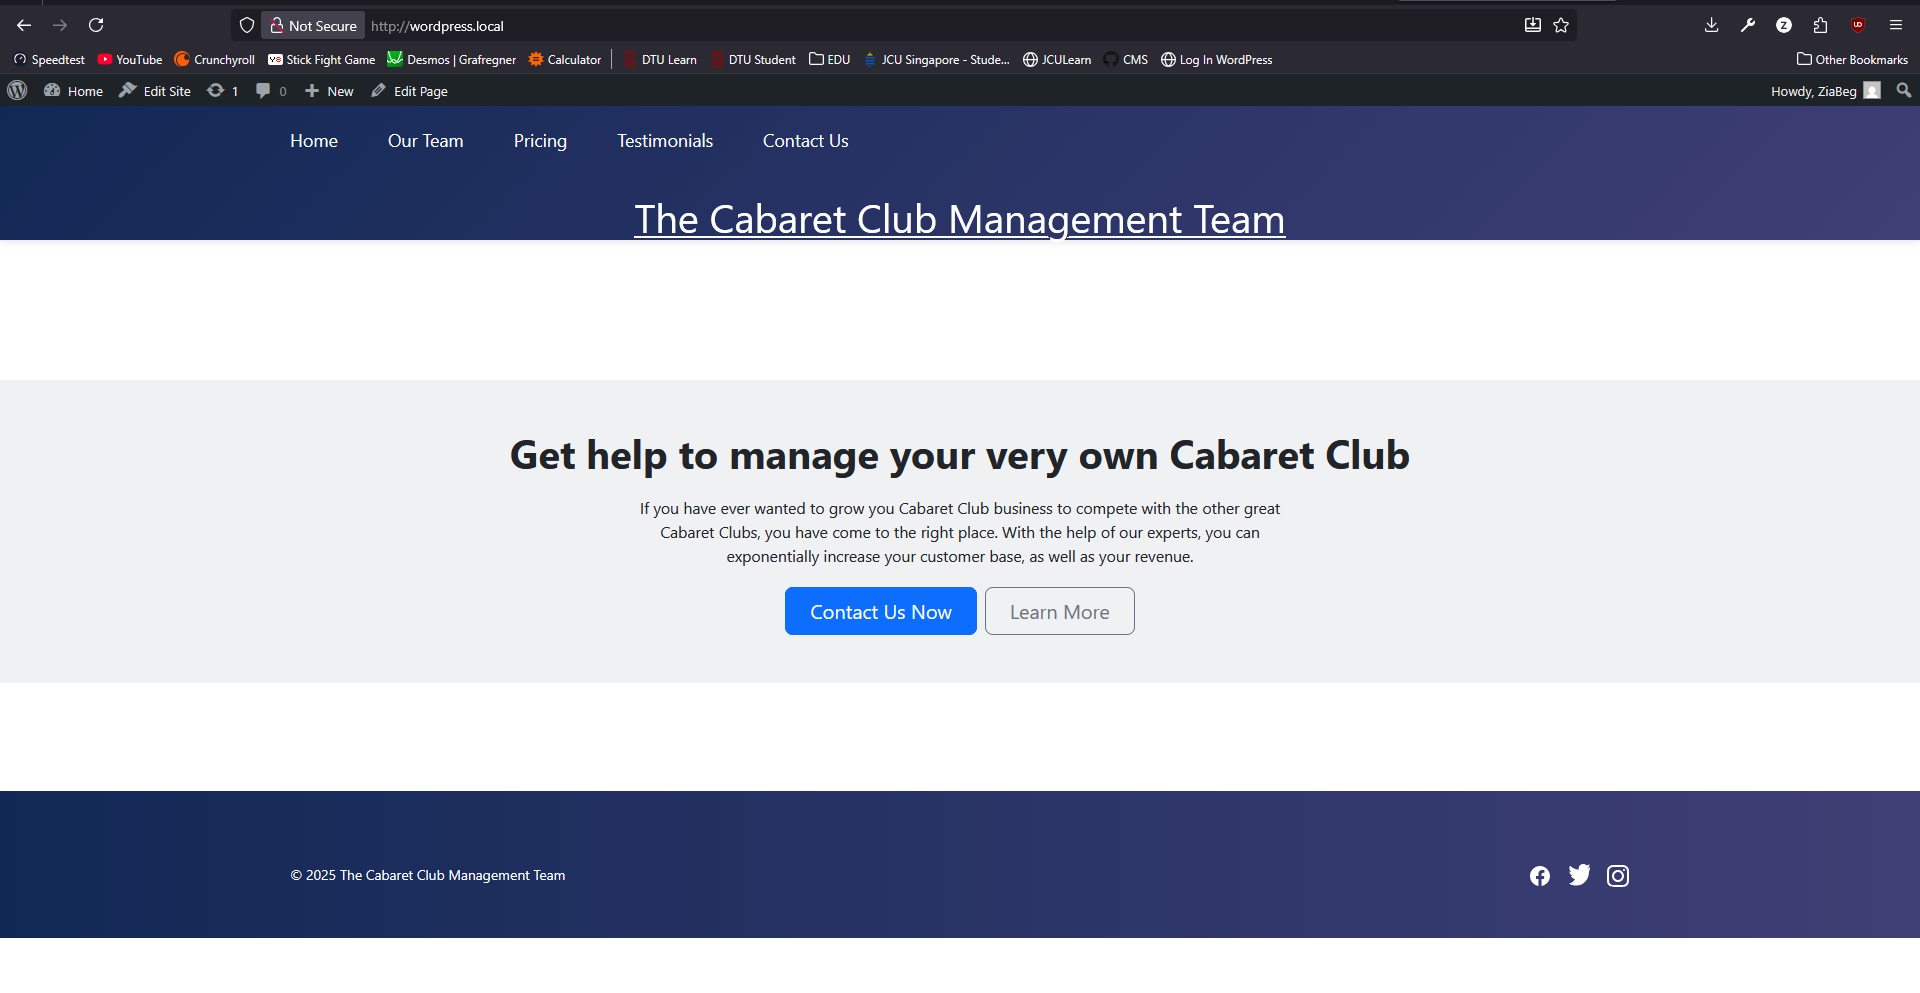 Not Secure http://wordpress.local
Speedtest YouTube Crunchyroll Stick Fight Game Desmos | Grafregner Calculator DTU Learn DTU Student EDU JCU Singapore - Stude... JCULearn CMS Log In WordPress Other Bookmarks
Home Edit Site 1 0 New Edit Page Howdy, ZiaBeg
Home Our Team Pricing Testimonials Contact Us
The Cabaret Club Management Team
Get help to manage your very own Cabaret Club
If you have ever wanted to grow you Cabaret Club business to compete with the other great
Cabaret Clubs, you have come to the right place. With the help of our experts, you can
exponentially increase your customer base, as well as your revenue.
Contact Us Now Learn More
© 2025 The Cabaret Club Management Team